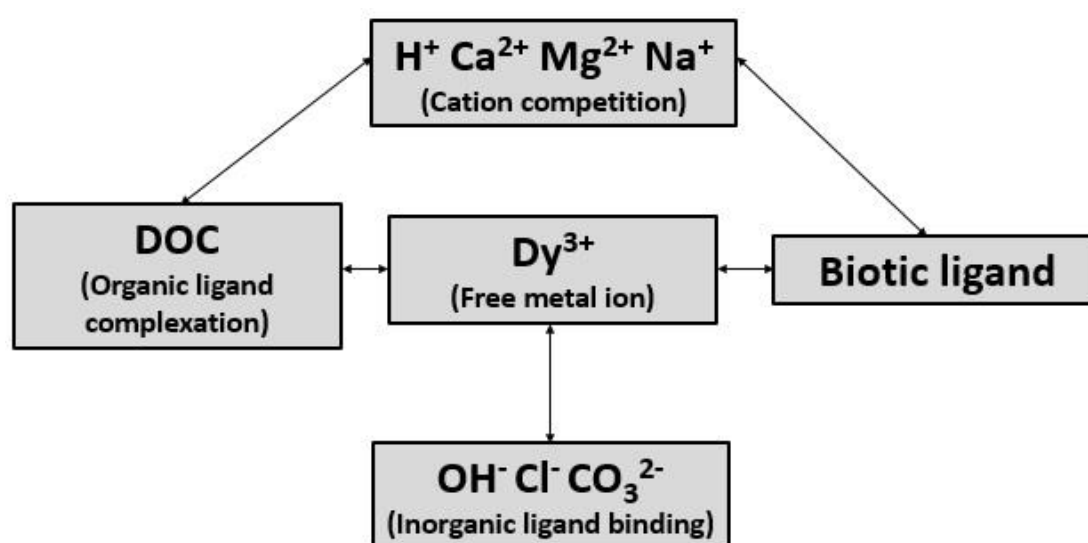 H⁺ Ca²⁺ Mg²⁺ Na⁺
(Cation competition)
DOC
(Organic ligand
complexation)
Dy³⁺
(Free metal ion)
Biotic ligand
OH⁻ Cl⁻ CO₃²⁻
(Inorganic ligand binding)